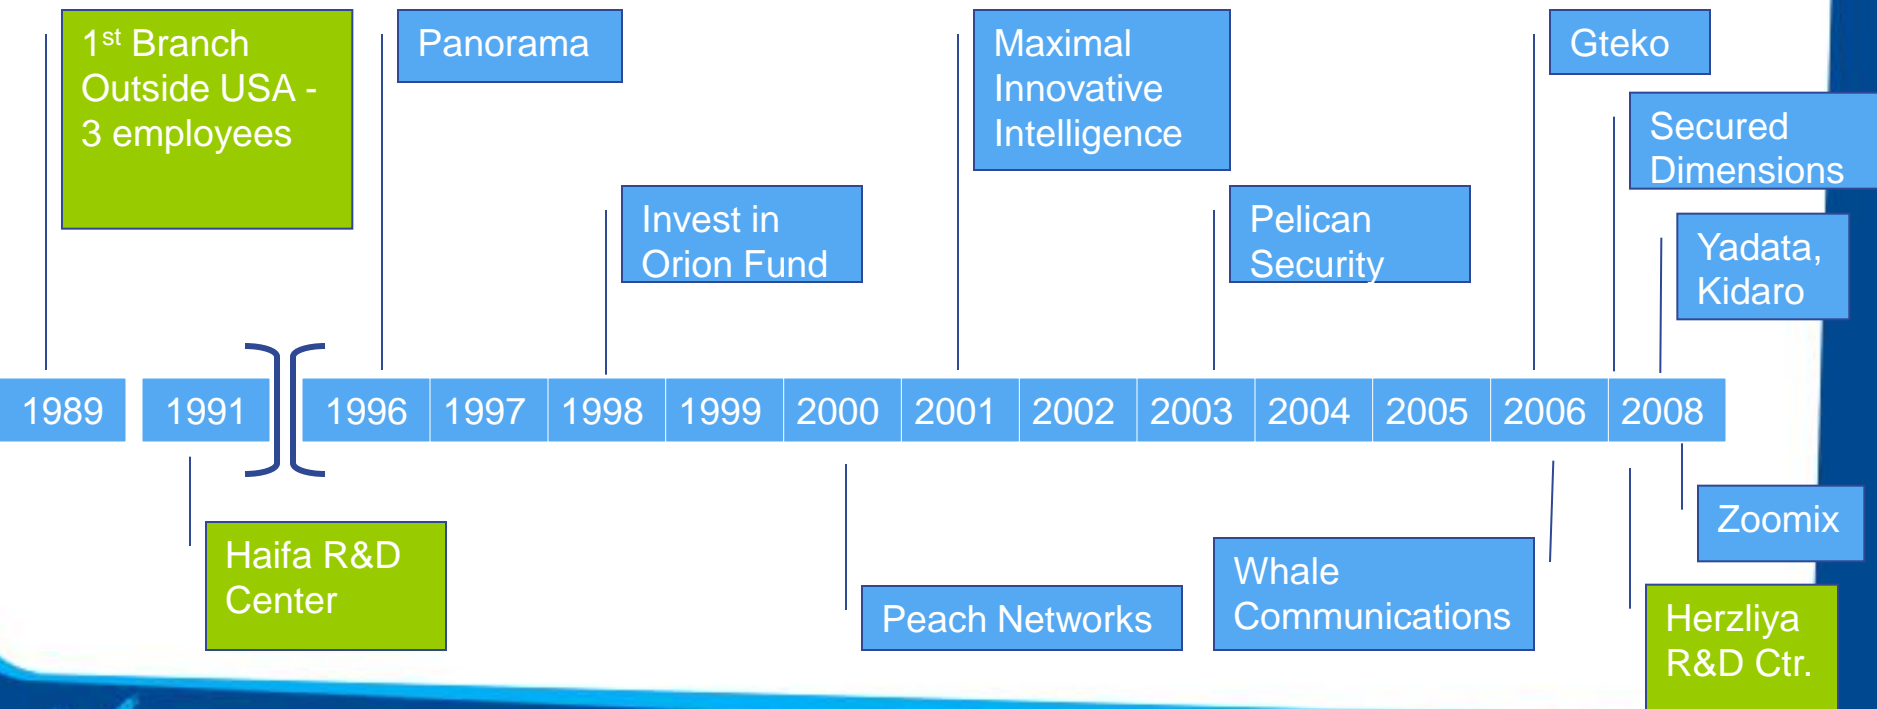 1st Branch
Outside USA -
3 employees
Panorama
Maximal
Innovative
Intelligence
Gteko
Secured
Dimensions
Invest in
Orion Fund
Pelican
Security
Yadata,
Kidaro
1989 1991 1996 1997 1998 1999 2000 2001 2002 2003 2004 2005 2006 2008
Haifa R&D
Center
Peach Networks
Whale
Communications
Zoomix
Herzliya
R&D Ctr.